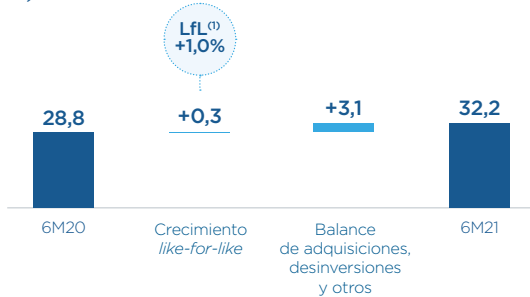 LfL(1)
+1,0%
28,8
+0,3
+3,1
32,2
6M20
Crecimiento
like-for-like
Balance
de adquisiciones,
desinversiones
y otros
6M21